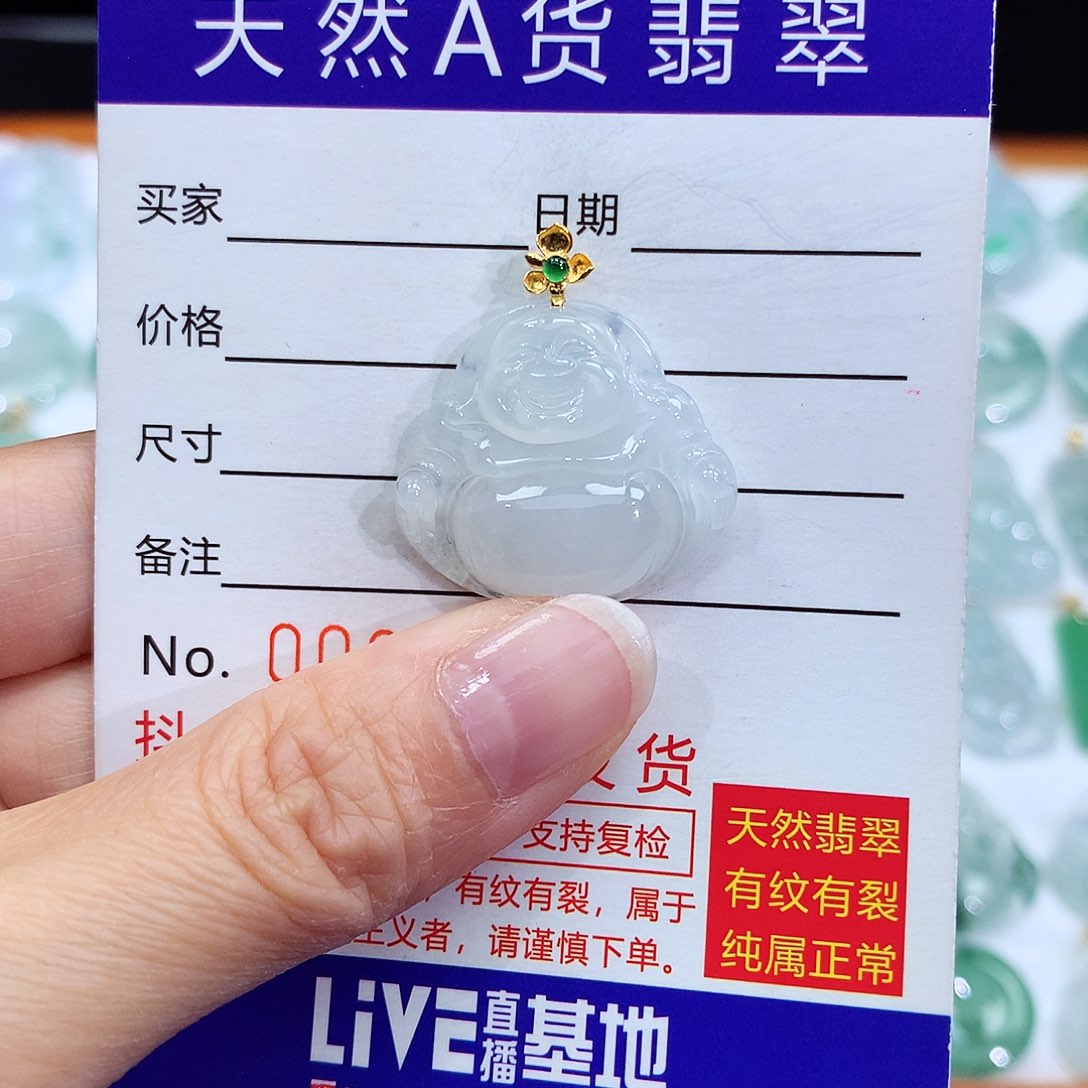 天然A货翡翠
买家
日期
价格
尺寸
备注
No. 00
货
支持复检
有纹有裂，属于
义者，请谨慎下单。
天然翡翠
有纹有裂
纯属正常
LiVE直播基地